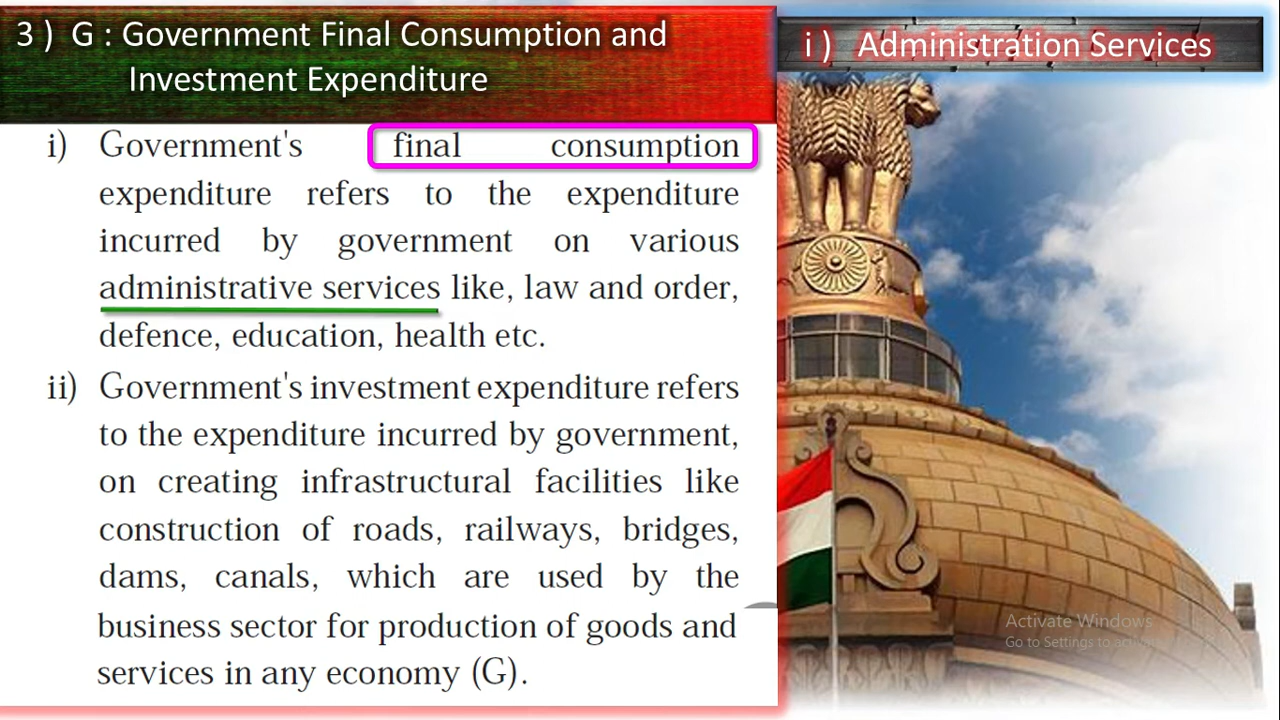 3 ) G : Government Final Consumption and
Investment Expenditure
i ) Administration Services
i) Government's final consumption
expenditure refers to the expenditure
incurred by government on various
administrative services like, law and order,
defence, education, health etc.
ii) Government's investment expenditure refers
to the expenditure incurred by government,
on creating infrastructural facilities like
construction of roads, railways, bridges,
dams, canals, which are used by the
business sector for production of goods and
services in any economy (G).
Activate Windows
Go to Settings to